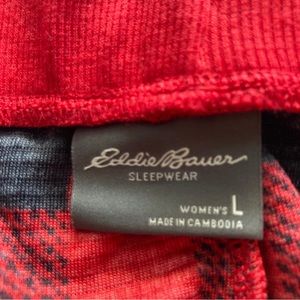 Eddie Bauer
SLEEPWEAR
WOMEN'S L
MADE IN CAMBODIA